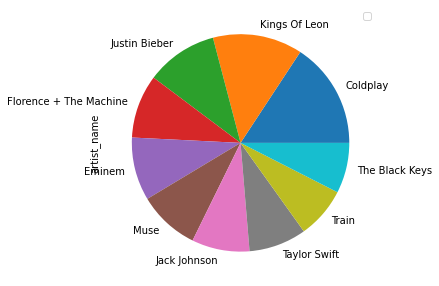 Kings Of Leon
Justin Bieber
Coldplay
Florence + The Machine
artist_name
Eminem
The Black Keys
Muse
Train
Jack Johnson
Taylor Swift